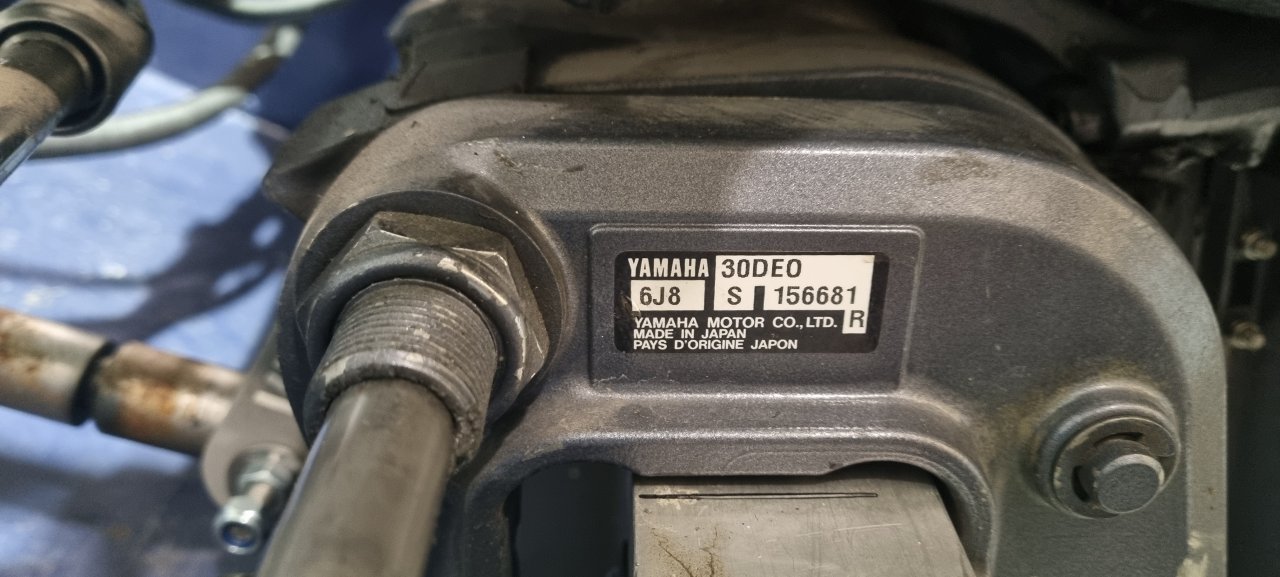 YAMAHA 30DEO
6J8 S 156681
YAMAHA MOTOR CO., LTD. R
MADE IN JAPAN
PAYS D'ORIGINE JAPON